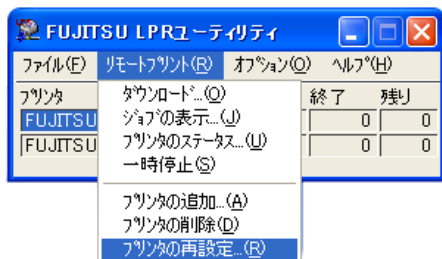 FUJITSU LPRユーティリティ
ファイル(F) リモートプリント(R) オプション(O) ヘルプ(H)
プリンタ 終了 残り
FUJITSU 0 0
FUJITSU 0 0
ダウンロード...(O)
ジョブの表示...(J)
プリンタのステータス...(U)
一時停止(S)
プリンタの追加...(A)
プリンタの削除(D)
プリンタの再設定...(R)